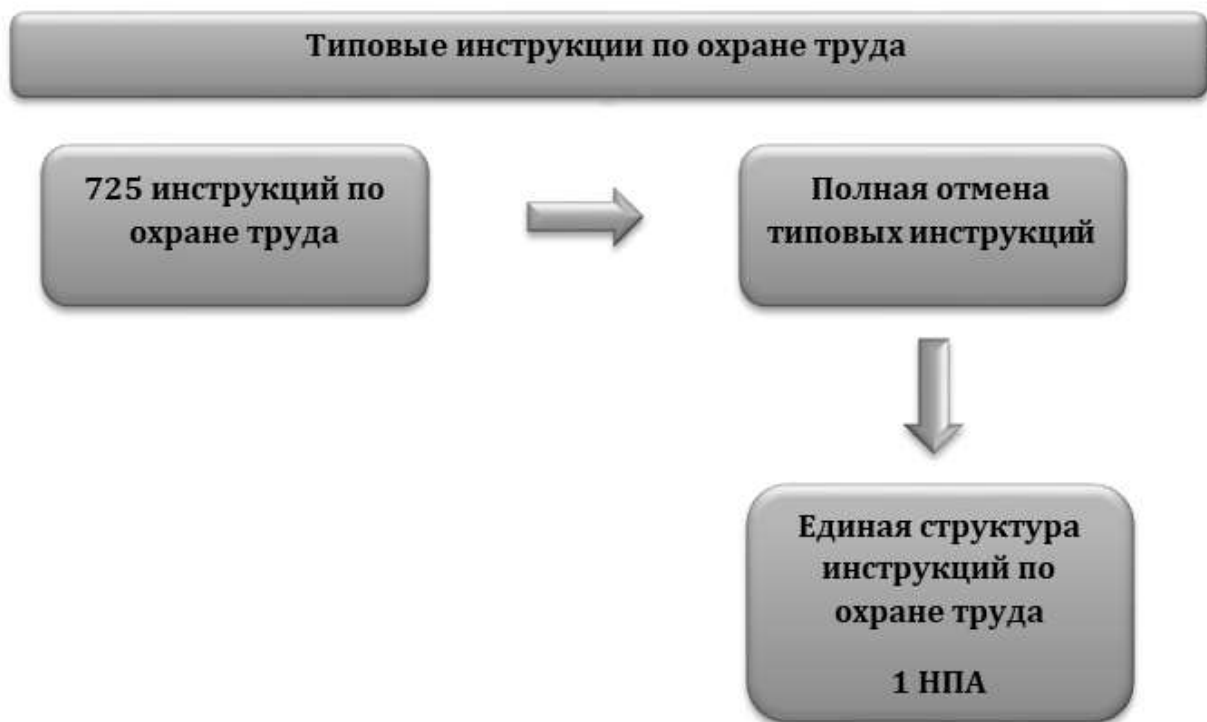 Типовые инструкции по охране труда
725 инструкций по
охране труда
Полная отмена
типовых инструкций
Единая структура
инструкций по
охране труда
1 НПА